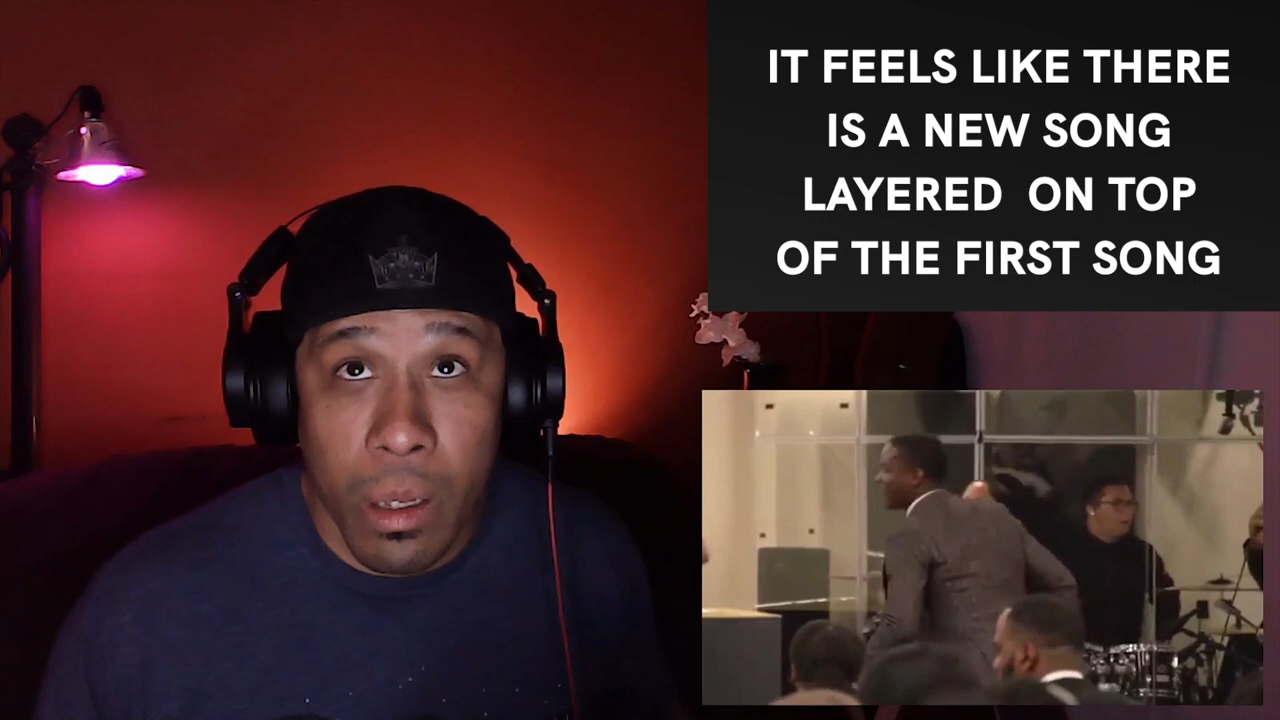 IT FEELS LIKE THERE
IS A NEW SONG
LAYERED  ON TOP
OF THE FIRST SONG